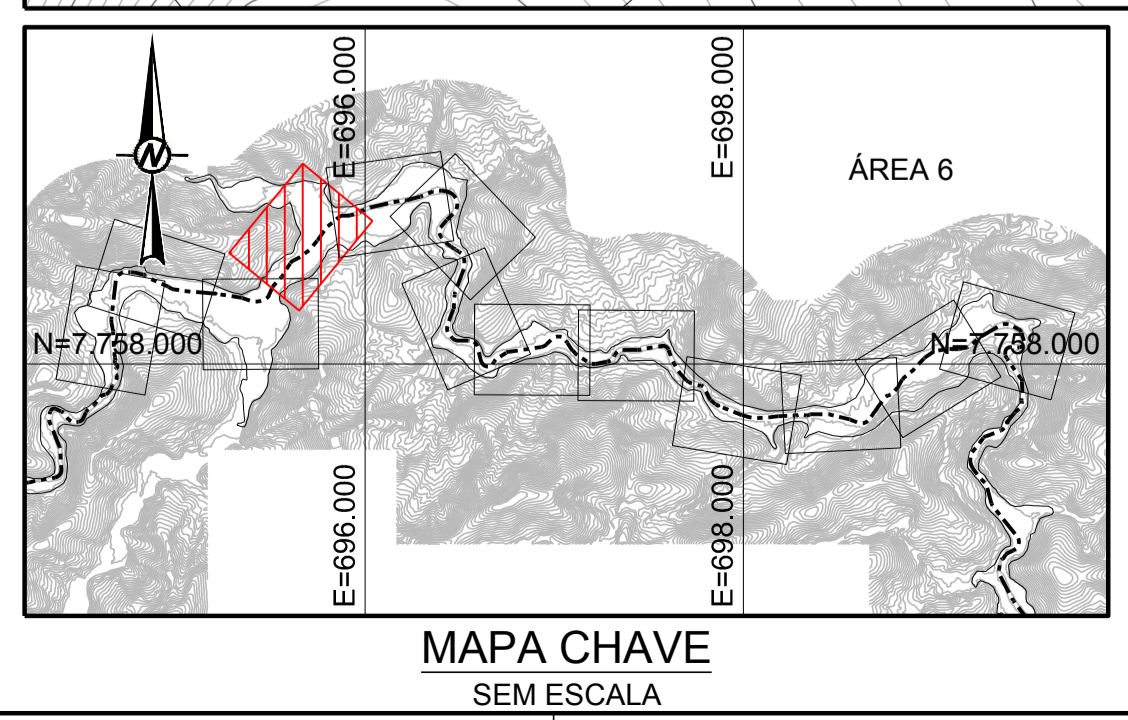 E=696.000
E=698.000
N
ÁREA 6
N=7.758.000
N=7.758.000
E=696.000
E=698.000
MAPA CHAVE
SEM ESCALA